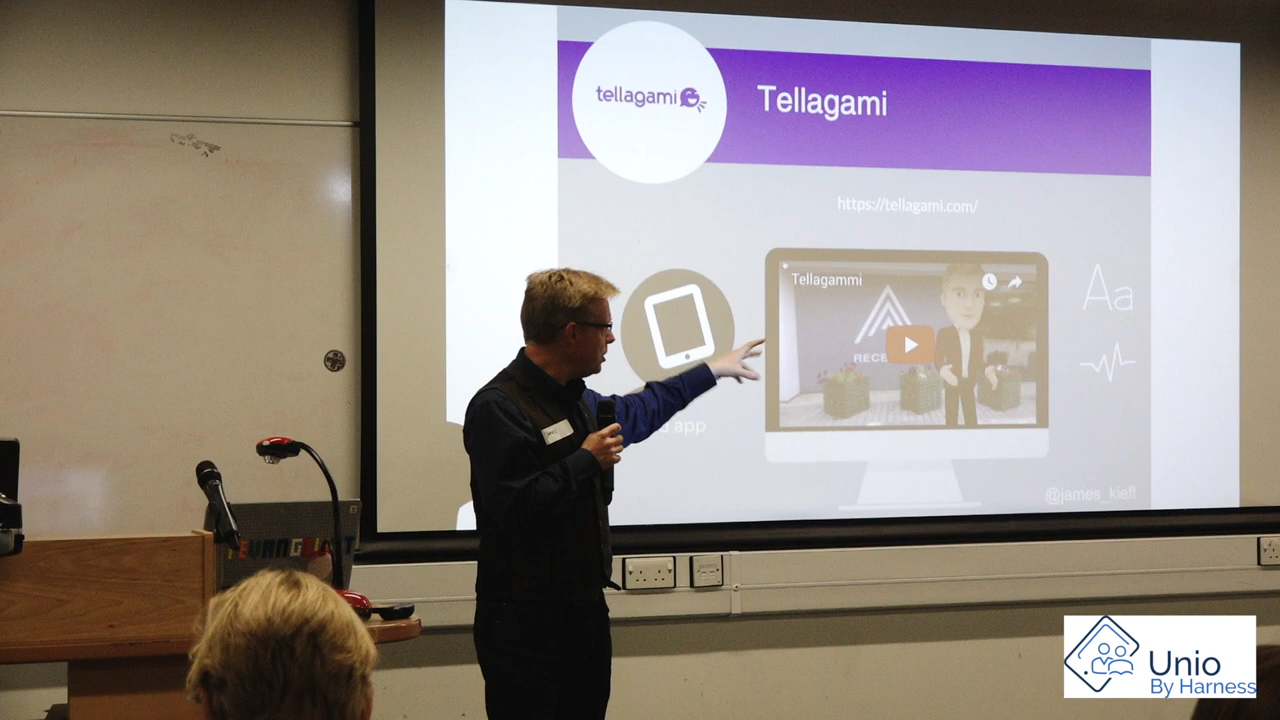 tellagami
Tellagami
https://tellagami.com/
Tellagammi
RECE
Aa
app
@james_kieft
Unio
By Harness